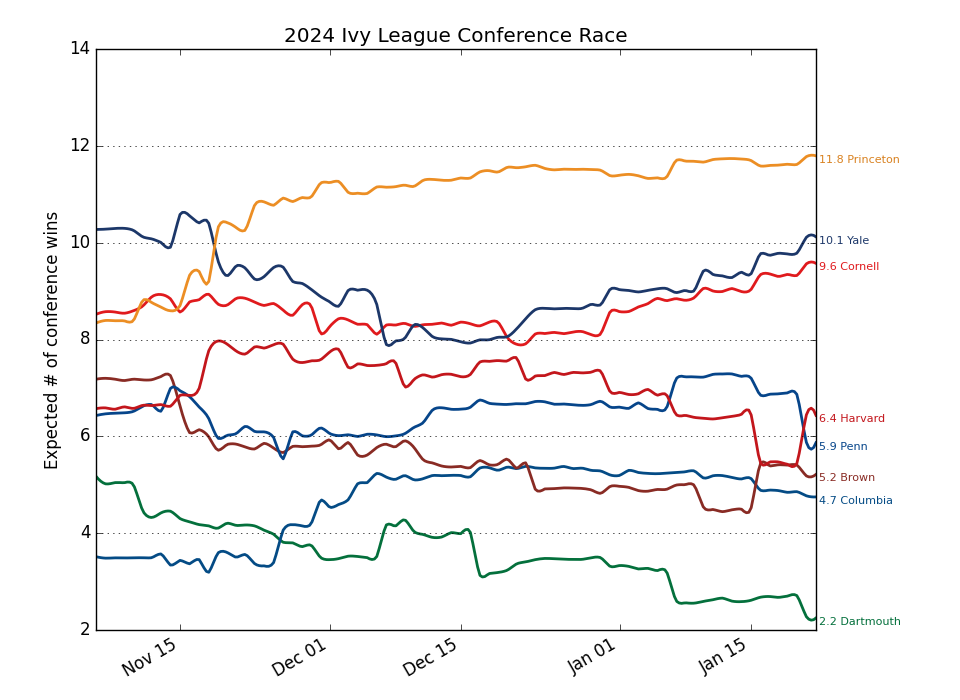 2024 Ivy League Conference Race
Expected # of conference wins
14
12
10
8
6
4
2
Nov 15
Dec 01
Dec 15
Jan 01
Jan 15
11.8 Princeton
10.1 Yale
9.6 Cornell
6.4 Harvard
5.9 Penn
5.2 Brown
4.7 Columbia
2.2 Dartmouth